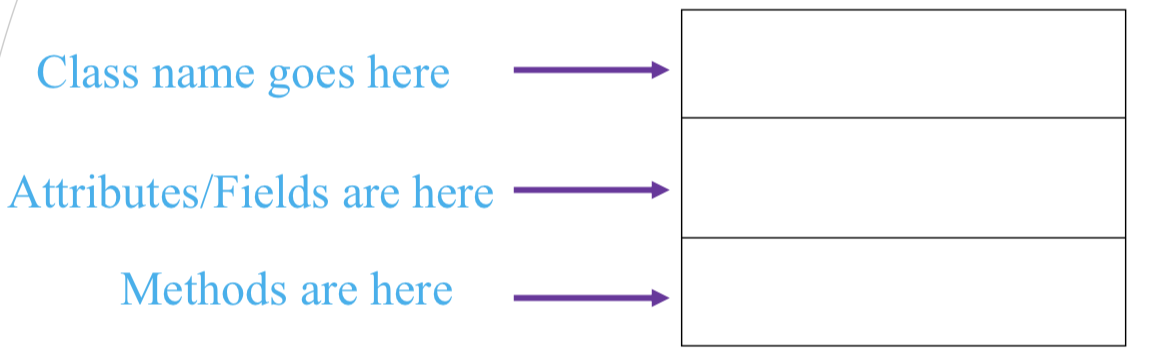 Class name goes here
Attributes/Fields are here
Methods are here